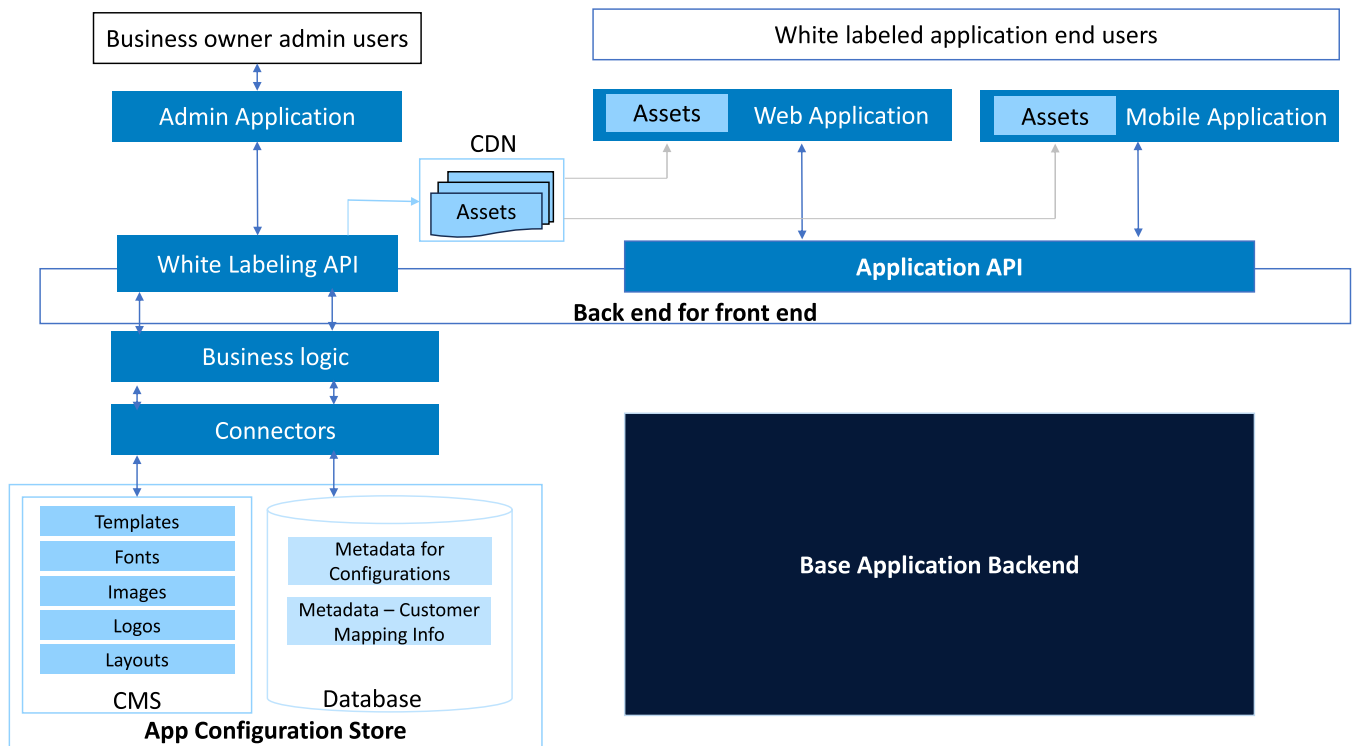 Business owner admin users
White labeled application end users
Admin Application
Assets
Web Application
Assets
Mobile Application
CDN
Assets
White Labeling API
Application API
Back end for front end
Business logic
Connectors
Templates
Fonts
Images
Logos
Layouts
CMS
Metadata for
Configurations
Metadata – Customer
Mapping Info
Database
App Configuration Store
Base Application Backend